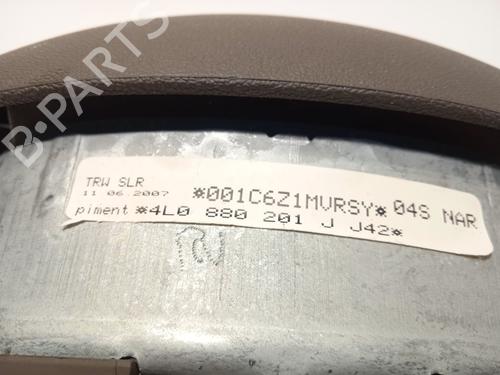 B-PARTS
TRW SLR
11 06.2007 *001C6Z1MVRSY* 04S NAR
piment *4L0 880 201 J J42*